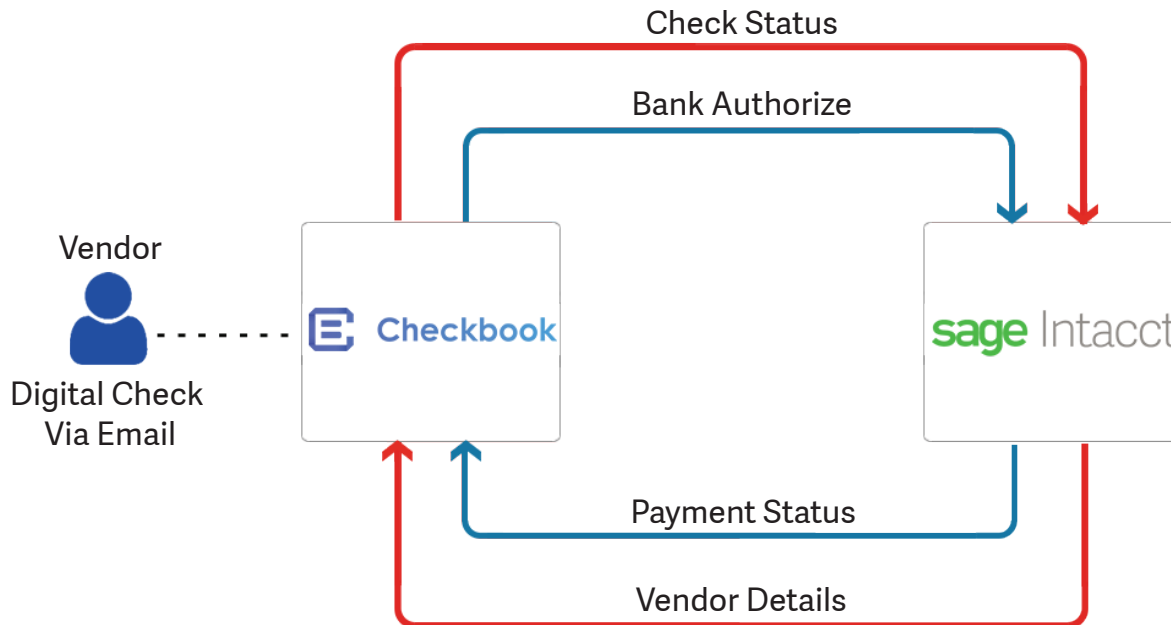 Check Status
Bank Authorize
Vendor
Checkbook
sage Intacct
Digital Check
Via Email
Payment Status
Vendor Details